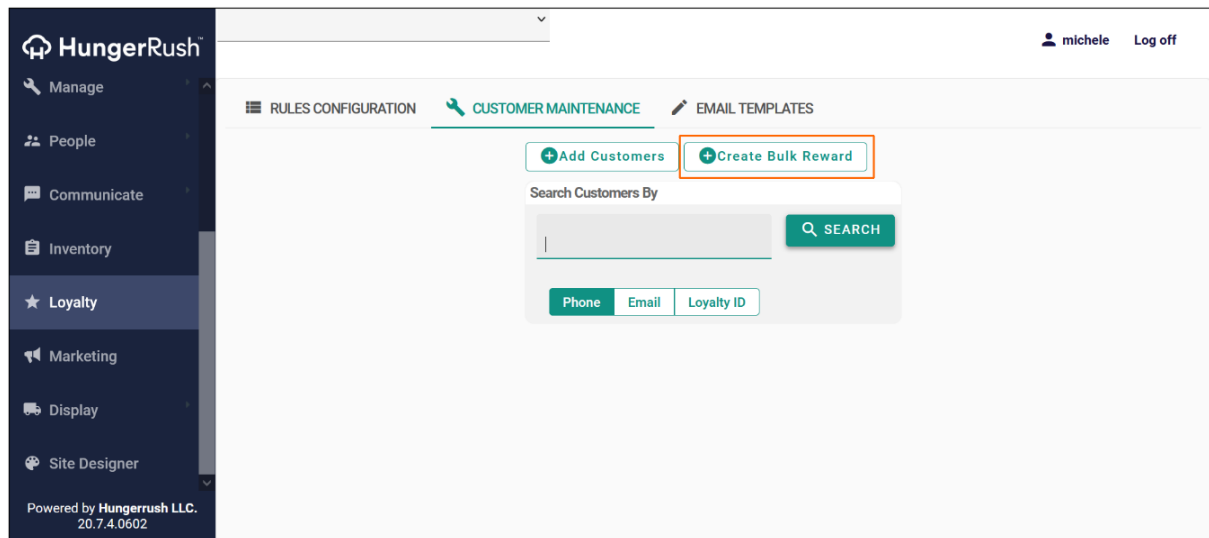 HungerRush™
michele Log off
Manage
RULES CONFIGURATION CUSTOMER MAINTENANCE EMAIL TEMPLATES
People
Add Customers Create Bulk Reward
Communicate
Search Customers By
SEARCH
Inventory
Loyalty
Phone Email Loyalty ID
Marketing
Display
Site Designer
Powered by Hungerrush LLC.
20.7.4.0602